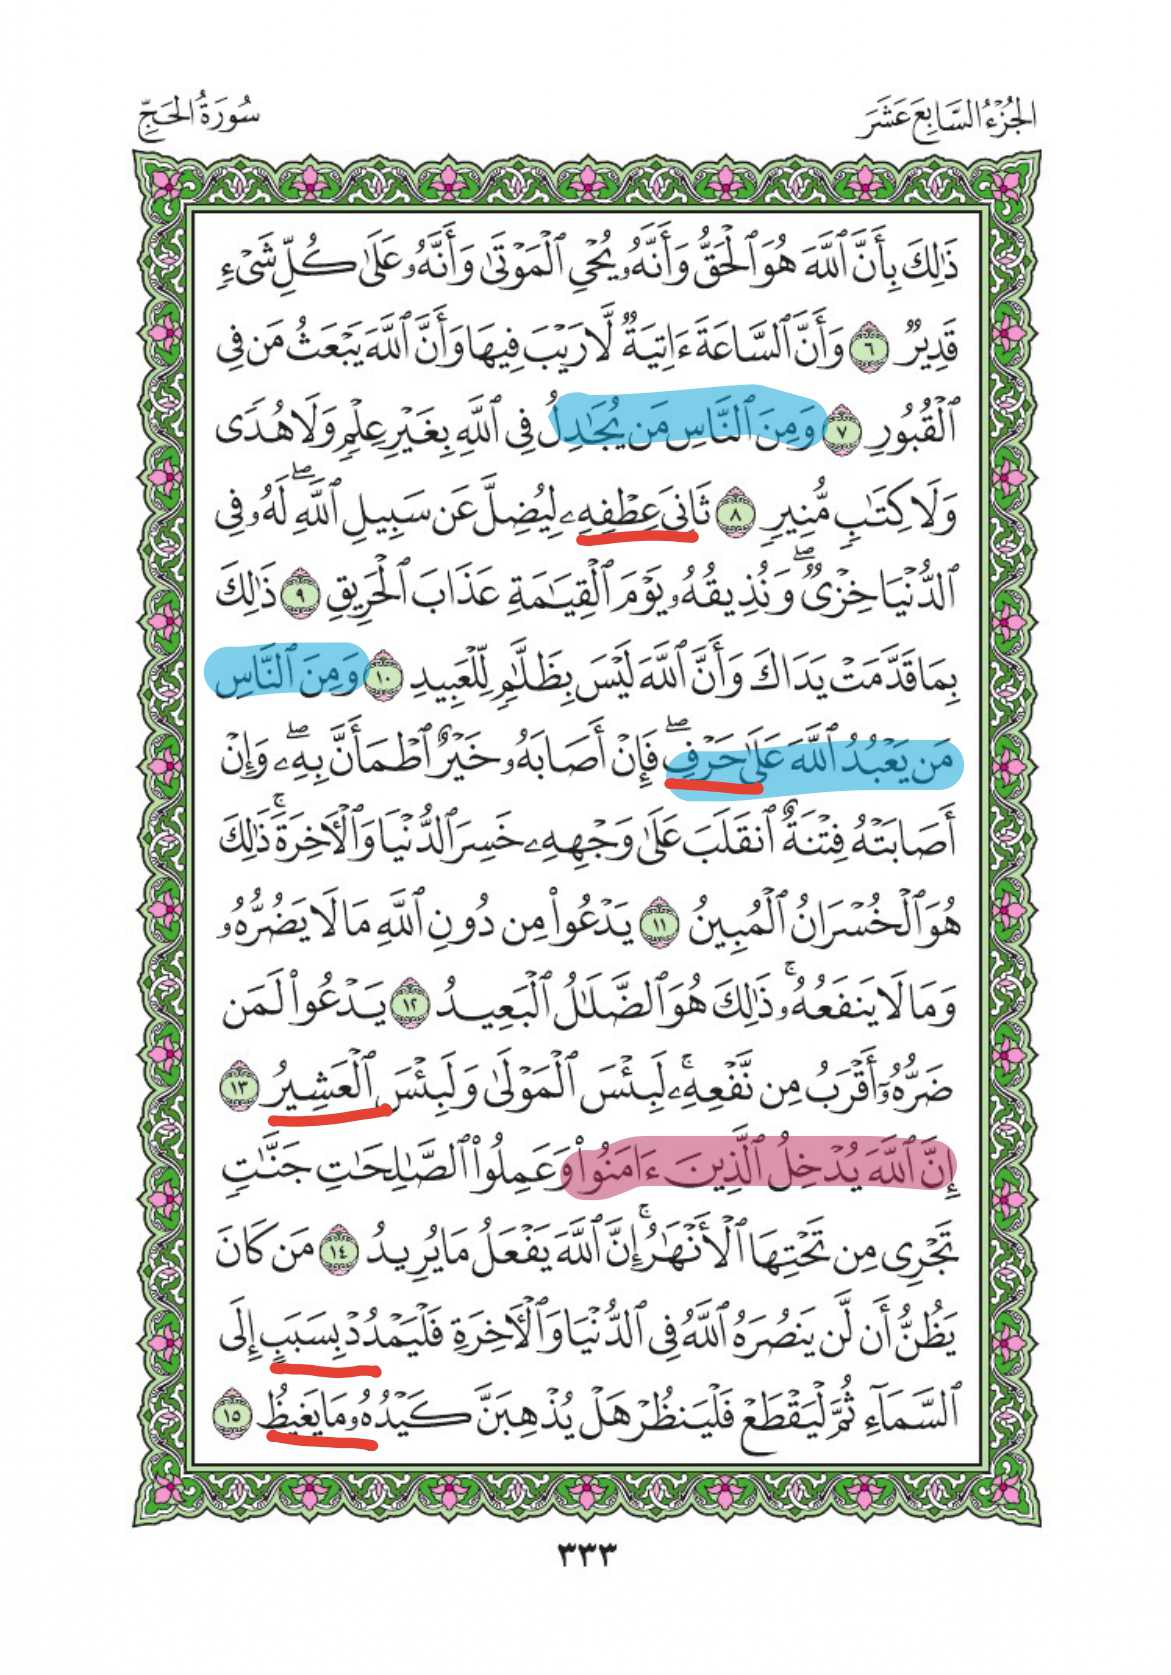 الجُزْءُ السَّابِعَ عَشَرَ
سُورَةُ الحَجِّ
ذَٰلِكَ بِأَنَّ ٱللَّهَ هُوَ ٱلْحَقُّ وَأَنَّهُۥ يُحْىِ ٱلْمَوْتَىٰ وَأَنَّهُۥ عَلَىٰ كُلِّ شَىْءٍ
قَدِيرٌ ٦ وَأَنَّ ٱلسَّاعَةَ ءَاتِيَةٌ لَّا رَيْبَ فِيهَا وَأَنَّ ٱللَّهَ يَبْعَثُ مَن فِى
ٱلْقُبُورِ ٧ وَمِنَ ٱلنَّاسِ مَن يُجَٰدِلُ فِى ٱللَّهِ بِغَيْرِ عِلْمٍ وَلَا هُدًى
وَلَا كِتَٰبٍ مُّنِيرٍ ٨ ثَانِىَ عِطْفِهِۦ لِيُضِلَّ عَن سَبِيلِ ٱللَّهِۖ لَهُۥ فِى
ٱلدُّنْيَا خِزْىٌۖ وَنُذِيقُهُۥ يَوْمَ ٱلْقِيَٰمَةِ عَذَابَ ٱلْحَرِيقِ ٩ ذَٰلِكَ
بِمَا قَدَّمَتْ يَدَاكَ وَأَنَّ ٱللَّهَ لَيْسَ بِظَلَّٰمٍ لِّلْعَبِيدِ ١٠ وَمِنَ ٱلنَّاسِ
مَن يَعْبُدُ ٱللَّهَ عَلَىٰ حَرْفٍۖ فَإِنْ أَصَابَهُۥ خَيْرٌ ٱطْمَأَنَّ بِهِۦۖ وَإِنْ
أَصَابَتْهُ فِتْنَةٌ ٱنقَلَبَ عَلَىٰ وَجْهِهِۦ خَسِرَ ٱلدُّنْيَا وَٱلْءَاخِرَةَۚ ذَٰلِكَ
هُوَ ٱلْخُسْرَانُ ٱلْمُبِينُ ١١ يَدْعُوا۟ مِن دُونِ ٱللَّهِ مَا لَا يَضُرُّهُۥ
وَمَا لَا يَنفَعُهُۥۚ ذَٰلِكَ هُوَ ٱلضَّلَٰلُ ٱلْبَعِيدُ ١٢ يَدْعُوا۟ لَمَن
ضَرُّهُۥٓ أَقْرَبُ مِن نَّفْعِهِۦۚ لَبِئْسَ ٱلْمَوْلَىٰ وَلَبِئْسَ ٱلْعَشِيرُ ١٣
إِنَّ ٱللَّهَ يُدْخِلُ ٱلَّذِينَ ءَامَنُوا۟ وَعَمِلُوا۟ ٱلصَّٰلِحَٰتِ جَنَّٰتٍ
تَجْرِى مِن تَحْتِهَا ٱلْأَنْهَٰرُۚ إِنَّ ٱللَّهَ يَفْعَلُ مَا يُرِيدُ ١٤ مَن كَانَ
يَظُنُّ أَن لَّن يَنصُرَهُ ٱللَّهُ فِى ٱلدُّنْيَا وَٱلْءَاخِرَةِ فَلْيَمْدُدْ بِسَبَبٍ إِلَى
ٱلسَّمَآءِ ثُمَّ لْيَقْطَعْ فَلْيَنظُرْ هَلْ يُذْهِبَنَّ كَيْدُهُۥ مَا يَغِيظُ ١٥
٣٣٣